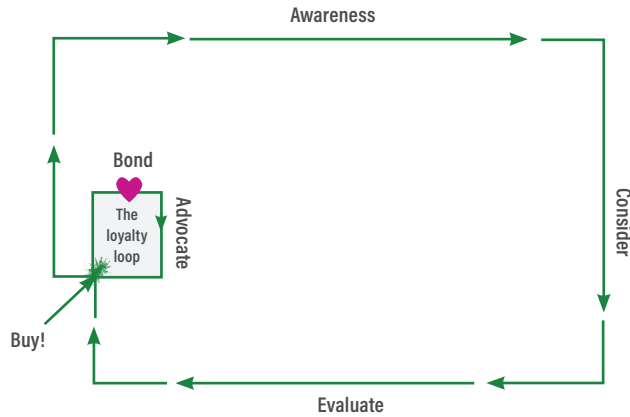 Awareness
Bond
The
loyalty
loop
Advocate
Consider
Buy!
Evaluate